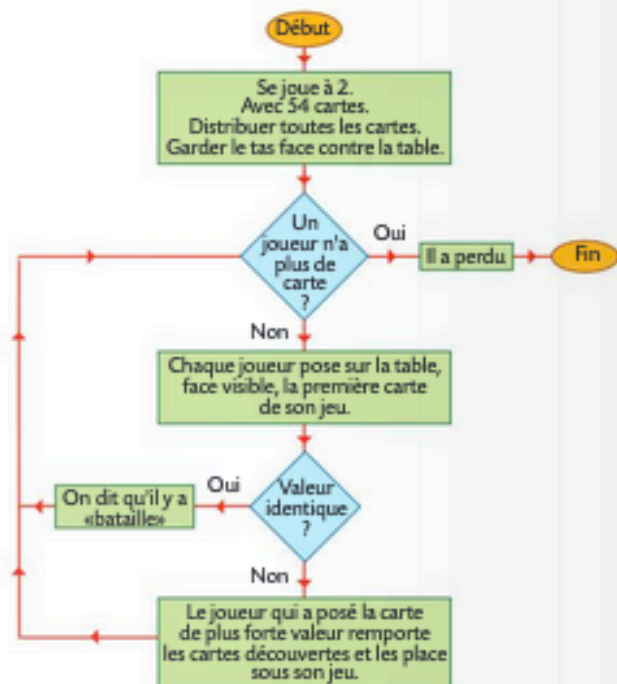 Début
Se joue à 2.
Avec 54 cartes.
Distribuer toutes les cartes.
Garder le tas face contre la table.
Un
joueur n'a
plus de
carte
?
Oui
Il a perdu
Fin
Non
Chaque joueur pose sur la table,
face visible, la première carte
de son jeu.
Valeur
identique
?
Oui
On dit qu'il y a
«bataille»
Non
Le joueur qui a posé la carte
de plus forte valeur remporte
les cartes découvertes et les place
sous son jeu.